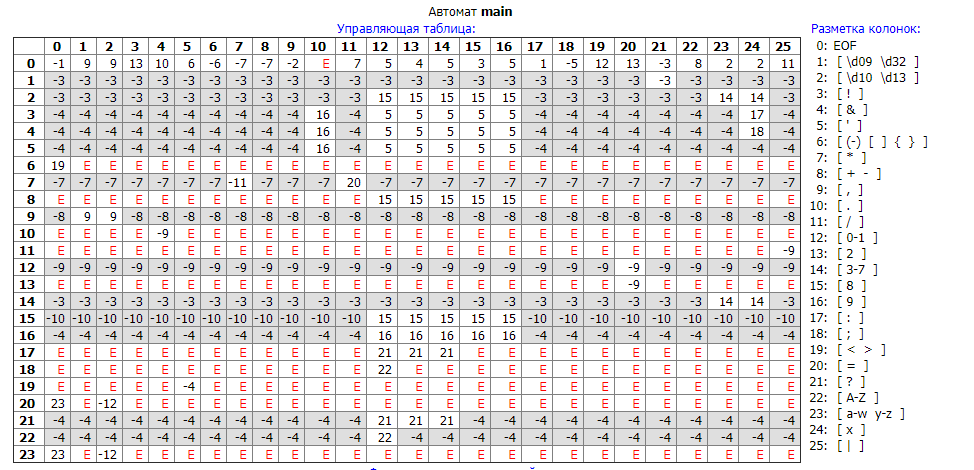 Автомат main
Управляющая таблица:
Разметка колонок:
0 1 2 3 4 5 6 7 8 9 10 11 12 13 14 15 16 17 18 19 20 21 22 23 24 25
0 -1 9 9 13 10 6 -6 -7 -7 -2 E 7 5 4 5 3 5 1 -5 12 13 -3 8 2 2 11
1 -3 -3 -3 -3 -3 -3 -3 -3 -3 -3 -3 -3 -3 -3 -3 -3 -3 -3 -3 -3 -3 -3 -3 -3 -3 -3
2 -3 -3 -3 -3 -3 -3 -3 -3 -3 -3 -3 -3 15 15 15 15 15 -3 -3 -3 -3 -3 -3 14 14 -3
3 -4 -4 -4 -4 -4 -4 -4 -4 -4 -4 16 -4 5 5 5 5 5 -4 -4 -4 -4 -4 -4 -4 17 -4
4 -4 -4 -4 -4 -4 -4 -4 -4 -4 -4 16 -4 5 5 5 5 5 -4 -4 -4 -4 -4 -4 -4 18 -4
5 -4 -4 -4 -4 -4 -4 -4 -4 -4 -4 16 -4 5 5 5 5 5 -4 -4 -4 -4 -4 -4 -4 -4 -4
6 19 E E E E E E E E E E E E E E E E E E E E E E E E E
7 -7 -7 -7 -7 -7 -7 -7 -11 -7 -7 -7 20 -7 -7 -7 -7 -7 -7 -7 -7 -7 -7 -7 -7 -7 -7
8 E E E E E E E E E E E E 15 15 15 15 15 E E E E E E E E E
9 -8 9 9 -8 -8 -8 -8 -8 -8 -8 -8 -8 -8 -8 -8 -8 -8 -8 -8 -8 -8 -8 -8 -8 -8 -8
10 E E E E -9 E E E E E E E E E E E E E E E E E E E E E
11 E E E E E E E E E E E E E E E E E E E E E E E E E -9
12 -9 -9 -9 -9 -9 -9 -9 -9 -9 -9 -9 -9 -9 -9 -9 -9 -9 -9 -9 -9 -9 -9 -9 -9 -9 -9
13 E E E E E E E E E E E E E E E E E E E E -9 E E E E E
14 -3 -3 -3 -3 -3 -3 -3 -3 -3 -3 -3 -3 -3 -3 -3 -3 -3 -3 -3 -3 -3 -3 -3 14 14 -3
15 -10 -10 -10 -10 -10 -10 -10 -10 -10 -10 -10 -10 15 15 15 15 15 -10 -10 -10 -10 -10 -10 -10 -10 -10
16 -4 -4 -4 -4 -4 -4 -4 -4 -4 -4 -4 -4 16 16 16 16 16 -4 -4 -4 -4 -4 -4 -4 -4 -4
17 E E E E E E E E E E E E 21 21 21 E E E E E E E E E E E
18 E E E E E E E E E E E E 22 E E E E E E E E E E E E E
19 E E E E E -4 E E E E E E E E E E E E E E E E E E E E
20 23 E -12 E E E E E E E E E E E E E E E E E E E E E E E
21 -4 -4 -4 -4 -4 -4 -4 -4 -4 -4 -4 -4 21 21 21 -4 -4 -4 -4 -4 -4 -4 -4 -4 -4 -4
22 -4 -4 -4 -4 -4 -4 -4 -4 -4 -4 -4 -4 22 -4 -4 -4 -4 -4 -4 -4 -4 -4 -4 -4 -4 -4
23 23 E -12 E E E E E E E E E E E E E E E E E E E E E E E
0: EOF
1: [ \d09 \d32 ]
2: [ \d10 \d13 ]
3: [ ! ]
4: [ & ]
5: [ ' ]
6: [ (-) [ ] { } ]
7: [ * ]
8: [ + - ]
9: [ , ]
10: [ . ]
11: [ / ]
12: [ 0-1 ]
13: [ 2 ]
14: [ 3-7 ]
15: [ 8 ]
16: [ 9 ]
17: [ : ]
18: [ ; ]
19: [ < > ]
20: [ = ]
21: [ ? ]
22: [ A-Z ]
23: [ a-w y-z ]
24: [ x ]
25: [ | ]